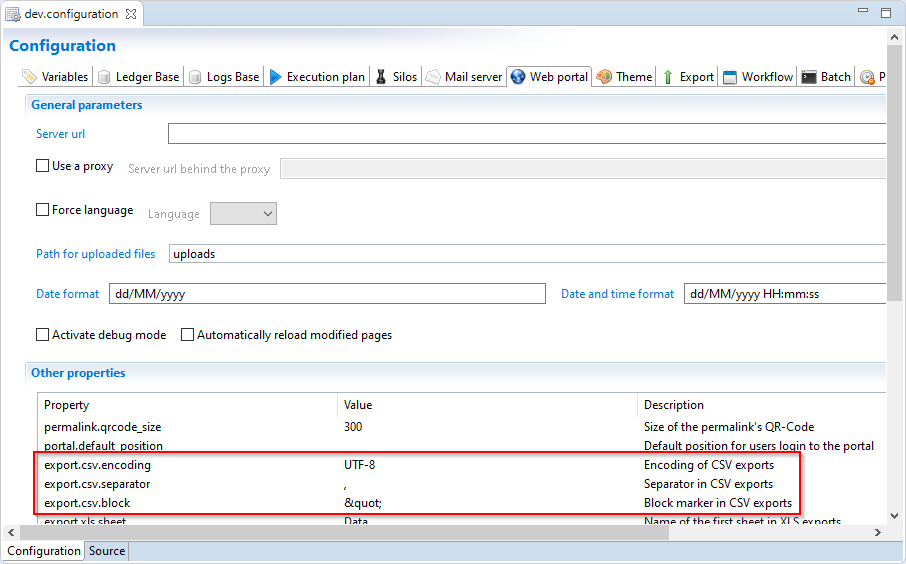 dev.configuration
Configuration
Variables Ledger Base Logs Base Execution plan Silos Mail server Web portal Theme Export Workflow Batch P
General parameters
Server url
Use a proxy Server url behind the proxy
Force language Language
Path for uploaded files uploads
Date format dd/MM/yyyy Date and time format dd/MM/yyyy HH:mm:ss
Activate debug mode Automatically reload modified pages
Other properties
Property Value Description
permalink.qrcode_size 300 Size of the permalink's QR-Code
portal.default_position Default position for users login to the portal
export.csv.encoding UTF-8 Encoding of CSV exports
export.csv.separator , Separator in CSV exports
export.csv.block &quot; Block marker in CSV exports
export.xls.sheet Data Name of the first sheet in XLS exports
Configuration Source